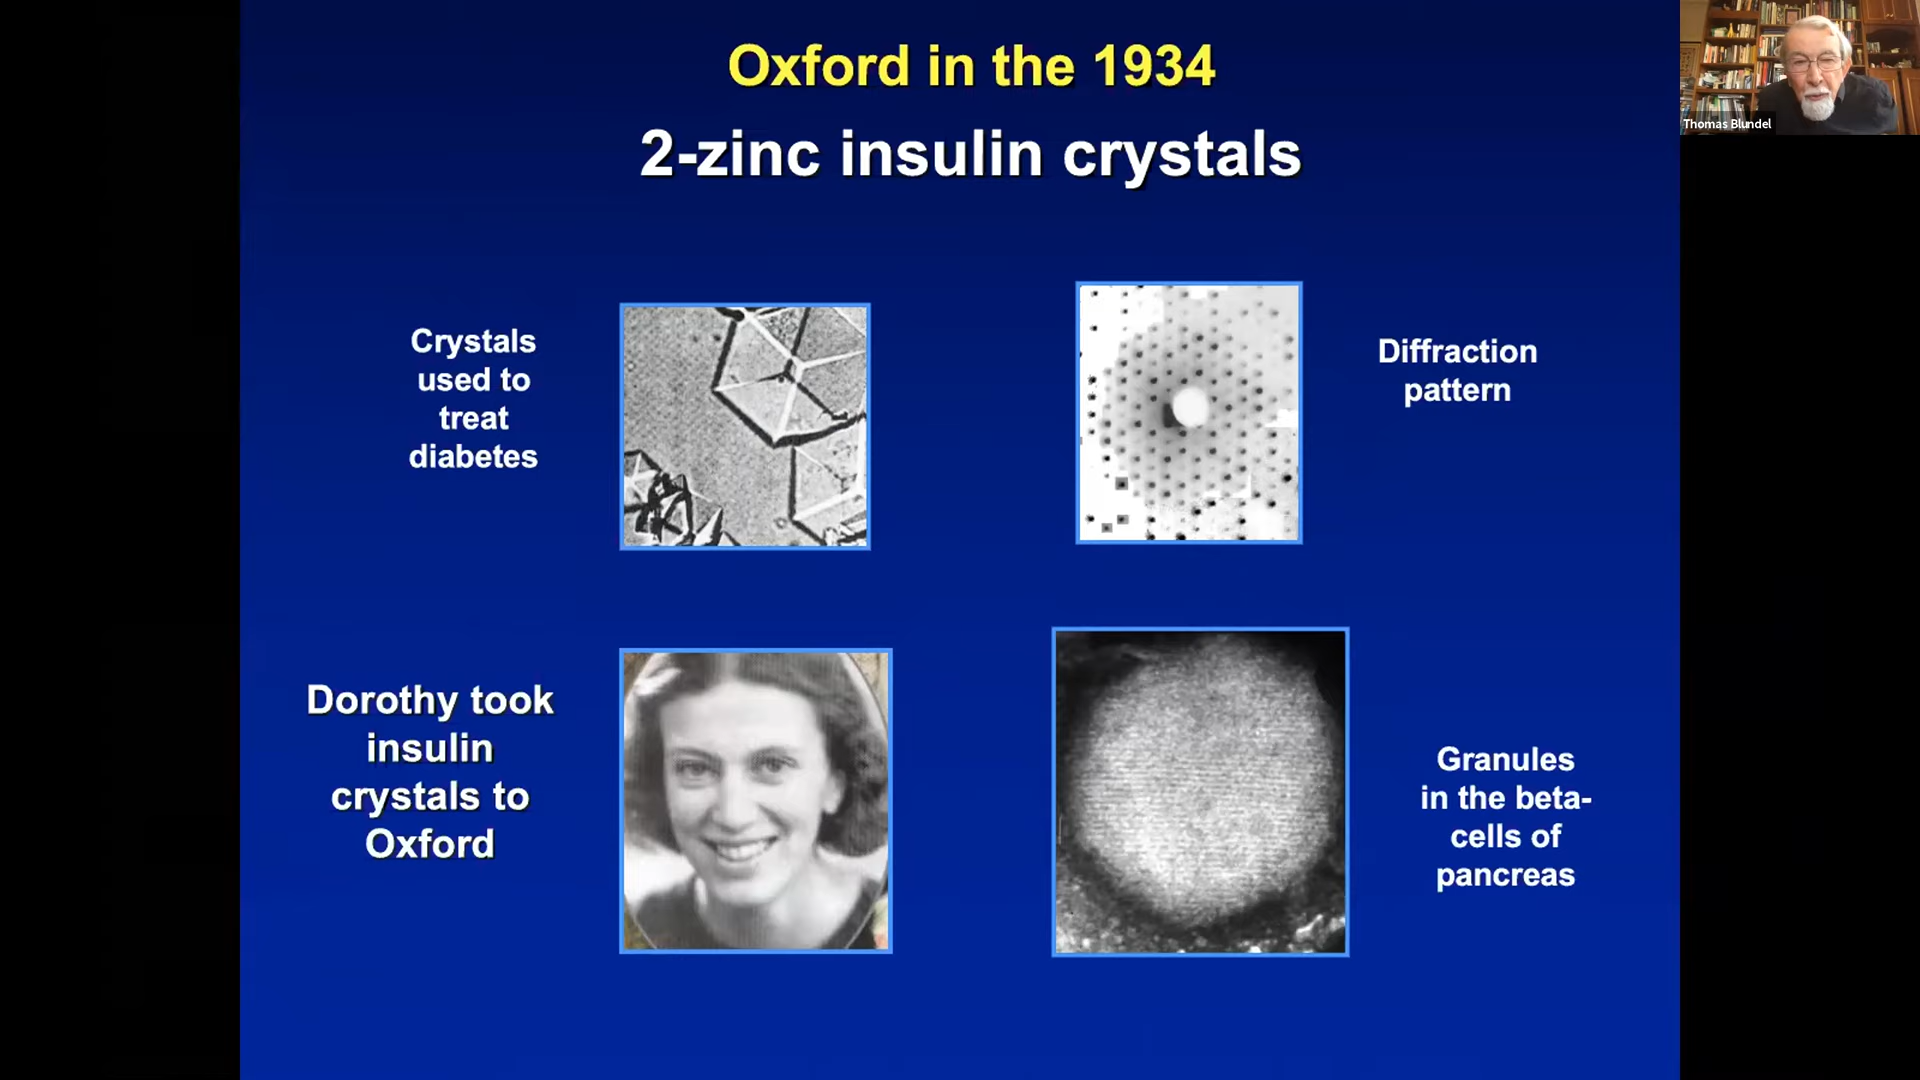 Oxford in the 1934
2-zinc insulin crystals
Thomas Blundel
Crystals
used to
treat
diabetes
Diffraction
pattern
Dorothy took
insulin
crystals to
Oxford
Granules
in the beta-
cells of
pancreas